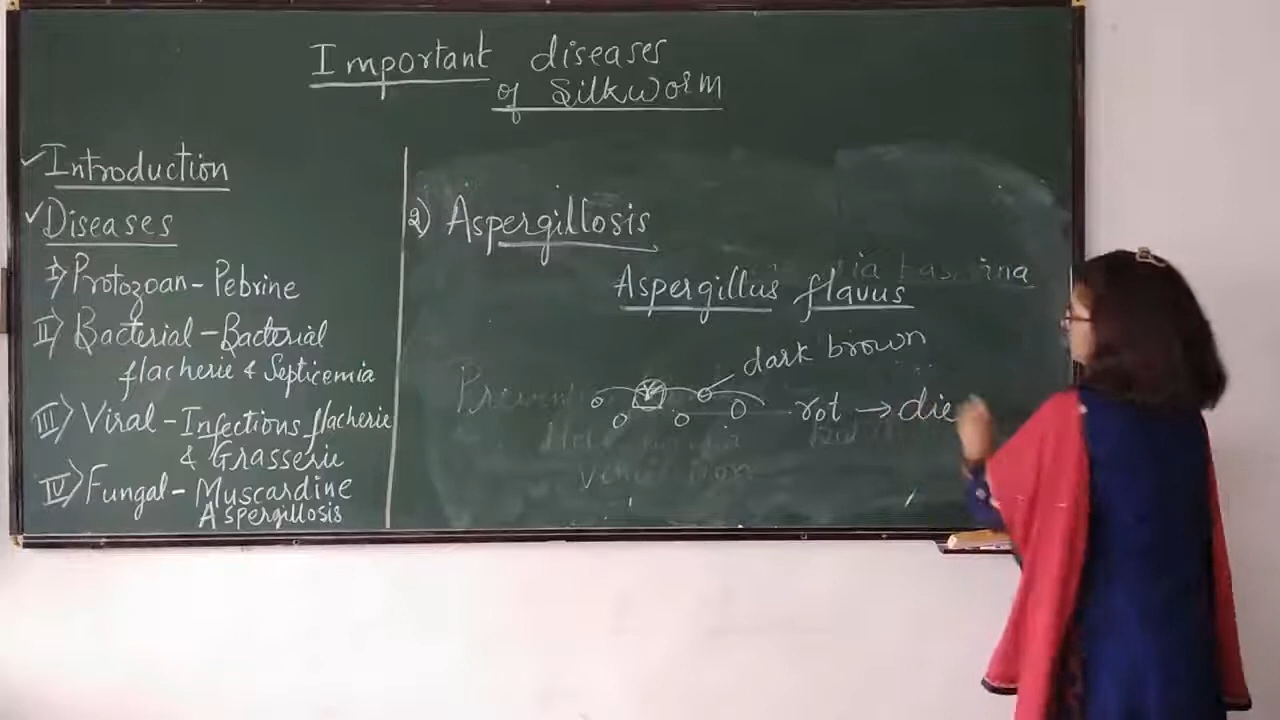 Important diseases
of Silkworm
✓Introduction
✓Diseases
I) Protozoan - Pebrine
II) Bacterial - Bacterial
flacherie & Septicemia
III) Viral - Infections flacherie
& Grasserie
IV) Fungal - Muscardine
Aspergillosis
2) Aspergillosis
Aspergillus flavus
dark brown
rot → die